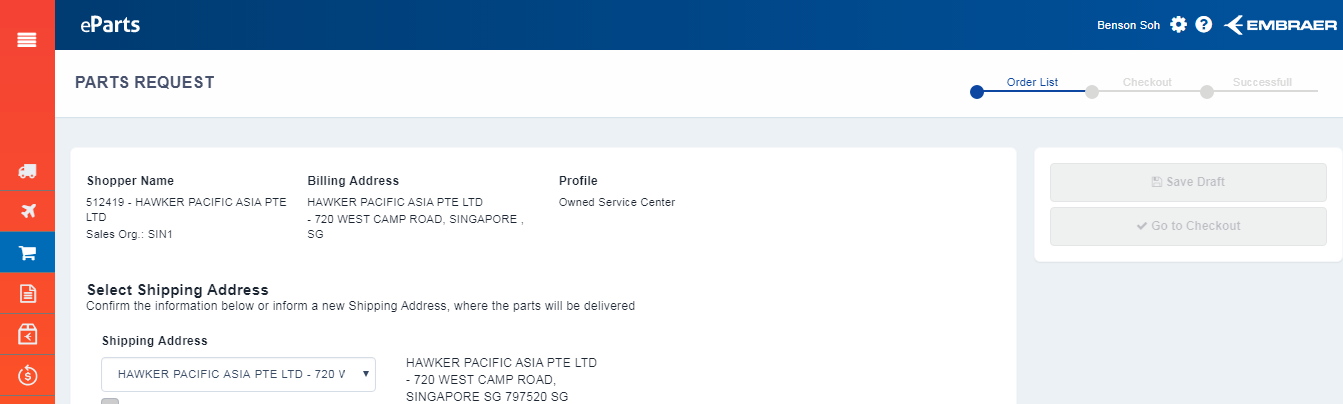 eParts
Benson Soh
EMBRAER
PARTS REQUEST
Order List
Checkout
Successfull
Shopper Name
512419 - HAWKER PACIFIC ASIA PTE
LTD
Sales Org.: SIN1
Billing Address
HAWKER PACIFIC ASIA PTE LTD
- 720 WEST CAMP ROAD, SINGAPORE ,
SG
Profile
Owned Service Center
Save Draft
Go to Checkout
Select Shipping Address
Confirm the information below or inform a new Shipping Address, where the parts will be delivered
Shipping Address
HAWKER PACIFIC ASIA PTE LTD - 720 V
HAWKER PACIFIC ASIA PTE LTD
- 720 WEST CAMP ROAD,
SINGAPORE SG 797520 SG